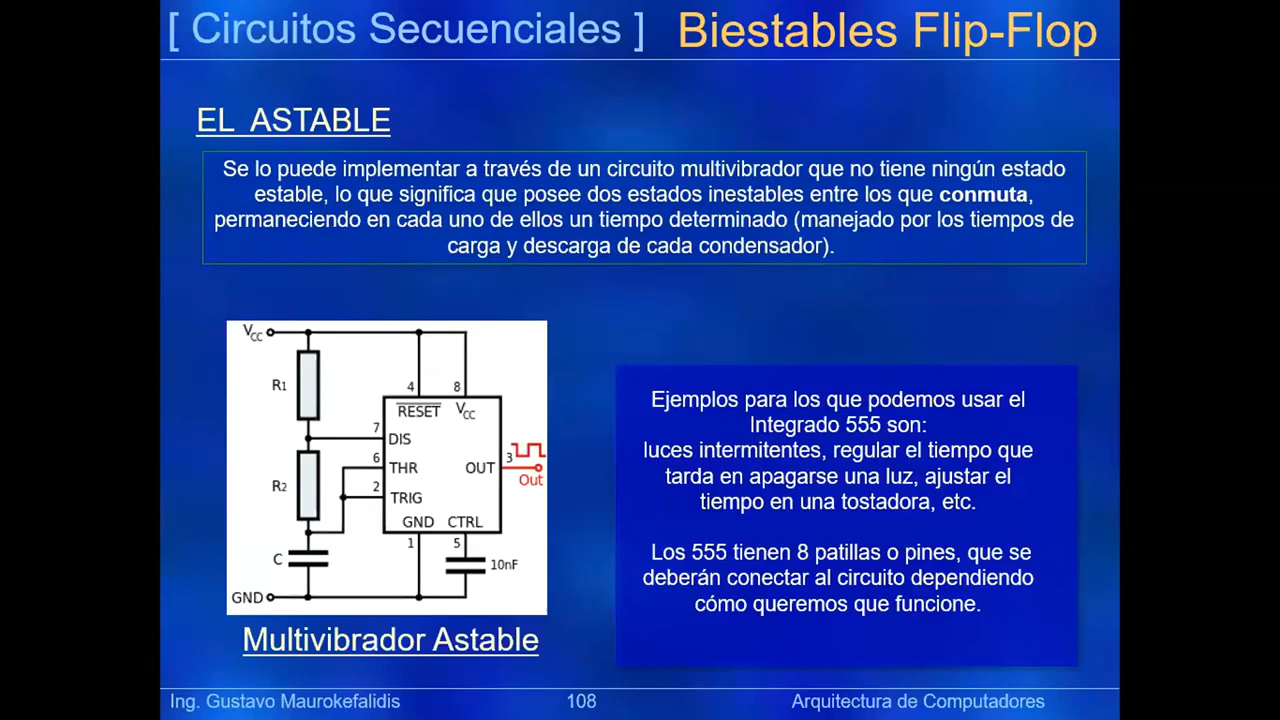 [ Circuitos Secuenciales ] Biestables Flip-Flop
EL ASTABLE
Se lo puede implementar a través de un circuito multivibrador que no tiene ningún estado
estable, lo que significa que posee dos estados inestables entre los que conmuta,
permaneciendo en cada uno de ellos un tiempo determinado (manejado por los tiempos de
carga y descarga de cada condensador).
VCC
R1
4 8
RESET VCC
7
DIS
6
THR OUT 3
Out
R2
2
TRIG
GND CTRL
1 5
C
10nF
GND
Multivibrador Astable
Ejemplos para los que podemos usar el
Integrado 555 son:
luces intermitentes, regular el tiempo que
tarda en apagarse una luz, ajustar el
tiempo en una tostadora, etc.
Los 555 tienen 8 patillas o pines, que se
deberán conectar al circuito dependiendo
cómo queremos que funcione.
Ing. Gustavo Maurokefalidis 108 Arquitectura de Computadores